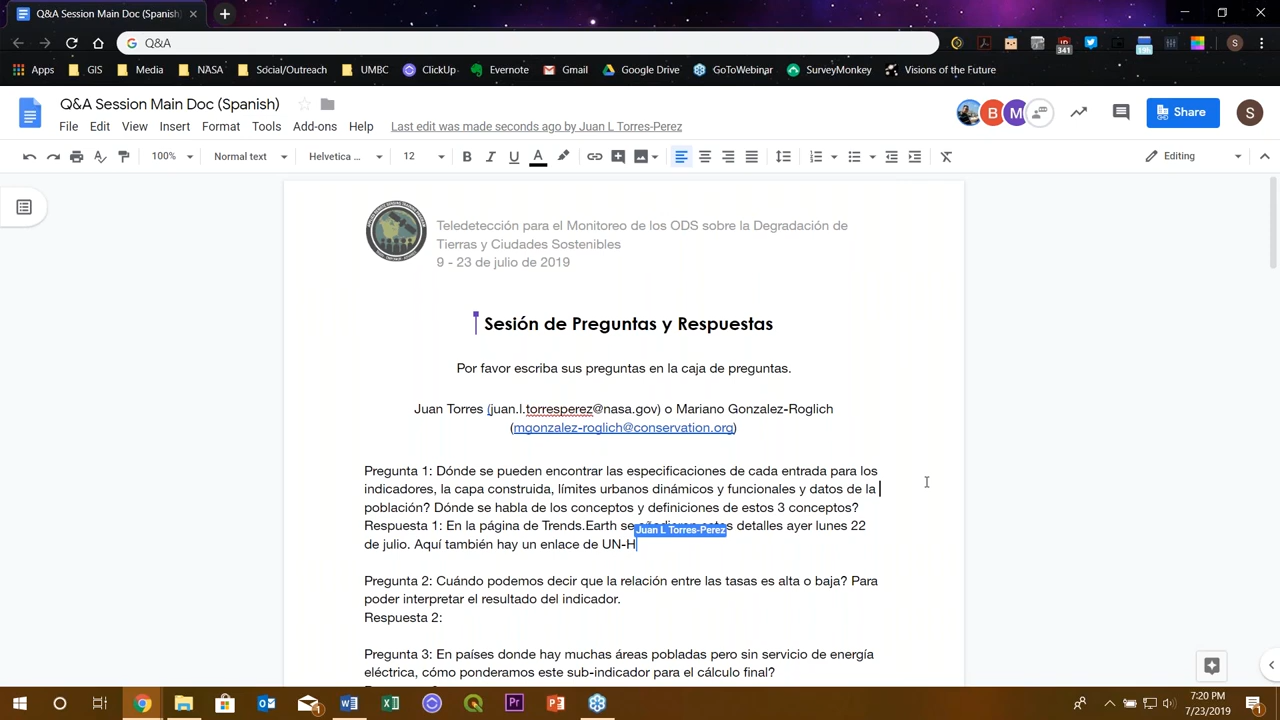 Q&A Session Main Doc (Spanish)
Q&A
341
19h
S
Apps
GIS
Media
NASA
Social/Outreach
UMBC
ClickUp
Evernote
Gmail
Google Drive
GoToWebinar
SurveyMonkey
Visions of the Future
Q&A Session Main Doc (Spanish)
B
M
Share
S
File
Edit
View
Insert
Format
Tools
Add-ons
Help
Last edit was made seconds ago by Juan L Torres-Perez
100%
Normal text
Helvetica ...
12
B
I
U
A
Editing
Teledetección para el Monitoreo de los ODS sobre la Degradación de
Tierras y Ciudades Sostenibles
9 - 23 de julio de 2019
Sesión de Preguntas y Respuestas
Por favor escriba sus preguntas en la caja de preguntas.
Juan Torres (juan.l.torresperez@nasa.gov) o Mariano Gonzalez-Roglich
(mgonzalez-roglich@conservation.org)
Pregunta 1: Dónde se pueden encontrar las especificaciones de cada entrada para los
indicadores, la capa construida, límites urbanos dinámicos y funcionales y datos de la
población? Dónde se habla de los conceptos y definiciones de estos 3 conceptos?
Respuesta 1: En la página de Trends.Earth se detalles ayer lunes 22
Juan L Torres-Perez
de julio. Aquí también hay un enlace de UN-H
Pregunta 2: Cuándo podemos decir que la relación entre las tasas es alta o baja? Para
poder interpretar el resultado del indicador.
Respuesta 2:
Pregunta 3: En países donde hay muchas áreas pobladas pero sin servicio de energía
eléctrica, cómo ponderamos este sub-indicador para el cálculo final?
7:20 PM
7/23/2019